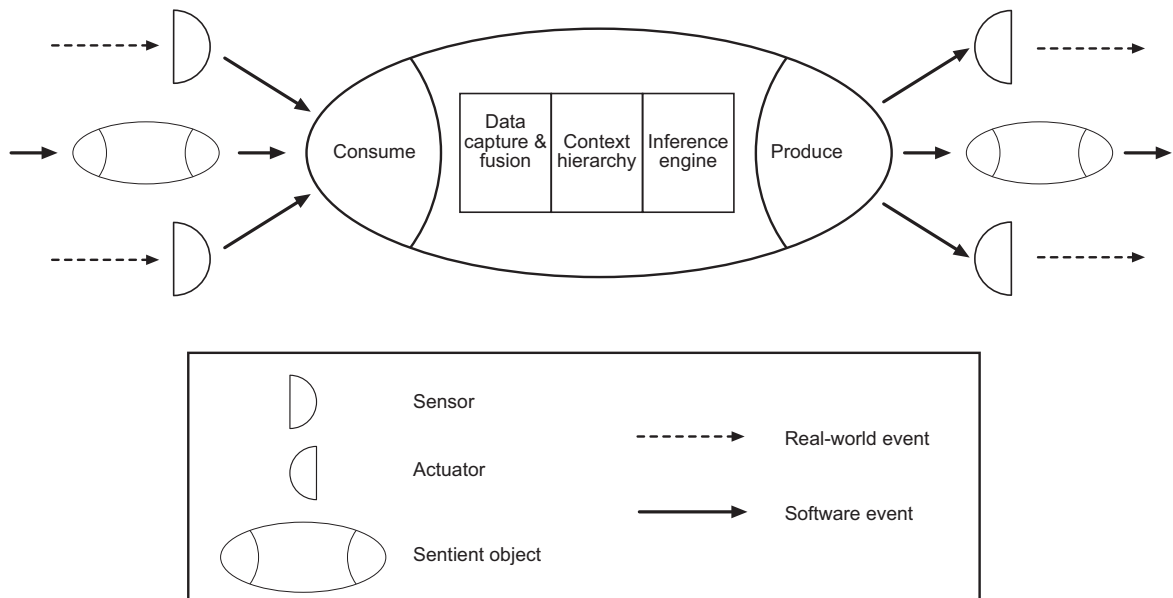 Consume
Data
capture &
fusion
Context
hierarchy
Inference
engine
Produce
Sensor
Actuator
Sentient object
Real-world event
Software event